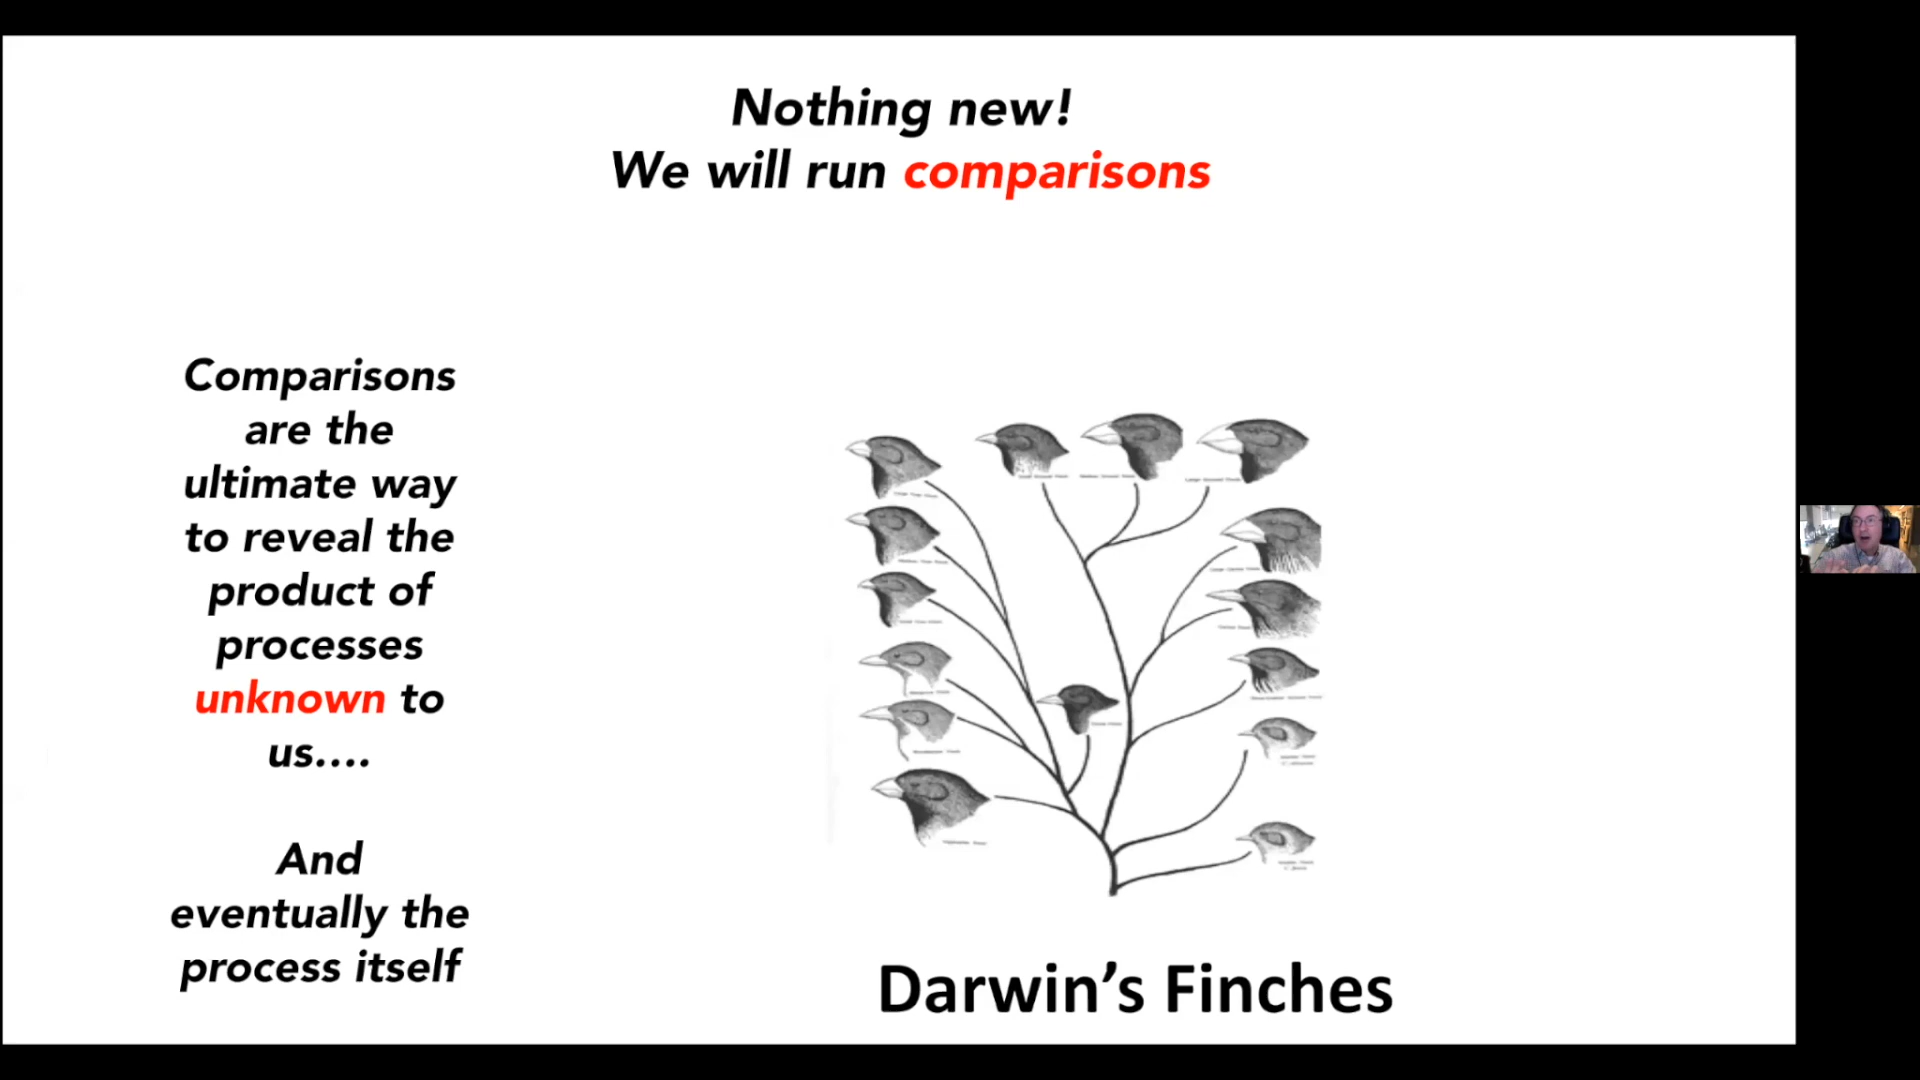 Nothing new!
We will run comparisons
Comparisons
are the
ultimate way
to reveal the
product of
processes
unknown to
us....
And
eventually the
process itself
Darwin’s Finches